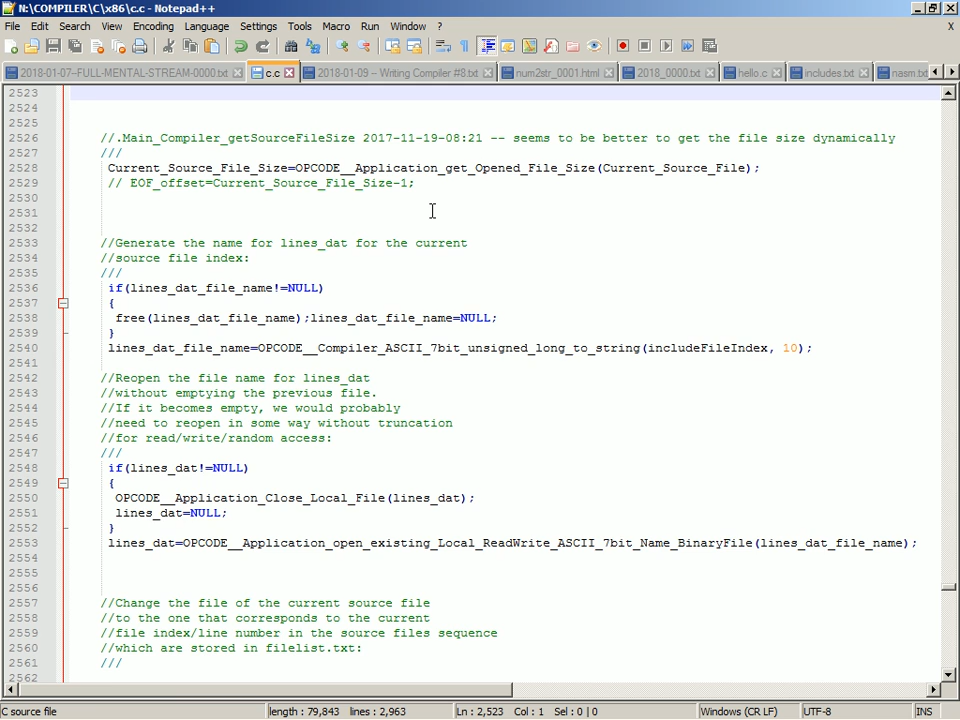 N:\COMPILER\C\x86\c.c - Notepad++
File Edit Search View Encoding Language Settings Tools Macro Run Window ? X
2018-01-07--FULL-MENTAL-STREAM-0000.txt c.c 2018-01-09 -- Writing Compiler #8.txt num2str_0001.html 2018_0000.txt hello.c includes.txt nasm.txt
2523
2524
2525
2526 //.Main_Compiler_getSourceFileSize 2017-11-19-08:21 -- seems to be better to get the file size dynamically
2527 ///
2528 Current_Source_File_Size=OPCODE__Application_get_Opened_File_Size(Current_Source_File);
2529 // EOF_offset=Current_Source_File_Size-1;
2530
2531
2532
2533 //Generate the name for lines_dat for the current
2534 //source file index:
2535 ///
2536 if(lines_dat_file_name!=NULL)
2537 {
2538 free(lines_dat_file_name);lines_dat_file_name=NULL;
2539 }
2540 lines_dat_file_name=OPCODE__Compiler_ASCII_7bit_unsigned_long_to_string(includeFileIndex, 10);
2541
2542 //Reopen the file name for lines_dat
2543 //without emptying the previous file.
2544 //If it becomes empty, we would probably
2545 //need to reopen in some way without truncation
2546 //for read/write/random access:
2547 ///
2548 if(lines_dat!=NULL)
2549 {
2550 OPCODE__Application_Close_Local_File(lines_dat);
2551 lines_dat=NULL;
2552 }
2553 lines_dat=OPCODE__Application_open_existing_Local_ReadWrite_ASCII_7bit_Name_BinaryFile(lines_dat_file_name);
2554
2555
2556
2557 //Change the file of the current source file
2558 //to the one that corresponds to the current
2559 //file index/line number in the source files sequence
2560 //which are stored in filelist.txt:
2561 ///
2562
C source file length : 79,843 lines : 2,963 Ln : 2,523 Col : 1 Sel : 0 | 0 Windows (CR LF) UTF-8 INS